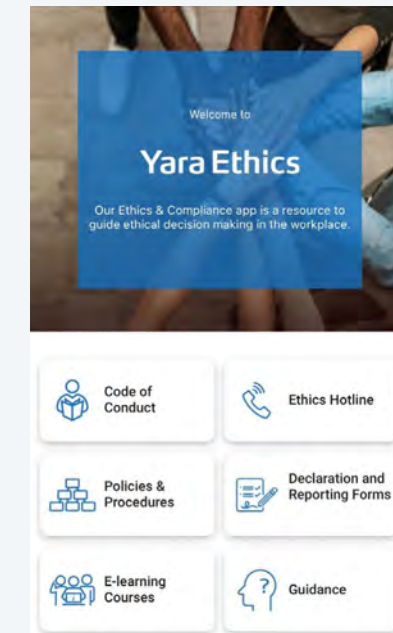 Welcome to
Yara Ethics
Our Ethics & Compliance app is a resource to
guide ethical decision making in the workplace.
Code of
Conduct
Ethics Hotline
Policies &
Procedures
Declaration and
Reporting Forms
E-learning
Courses
?
Guidance